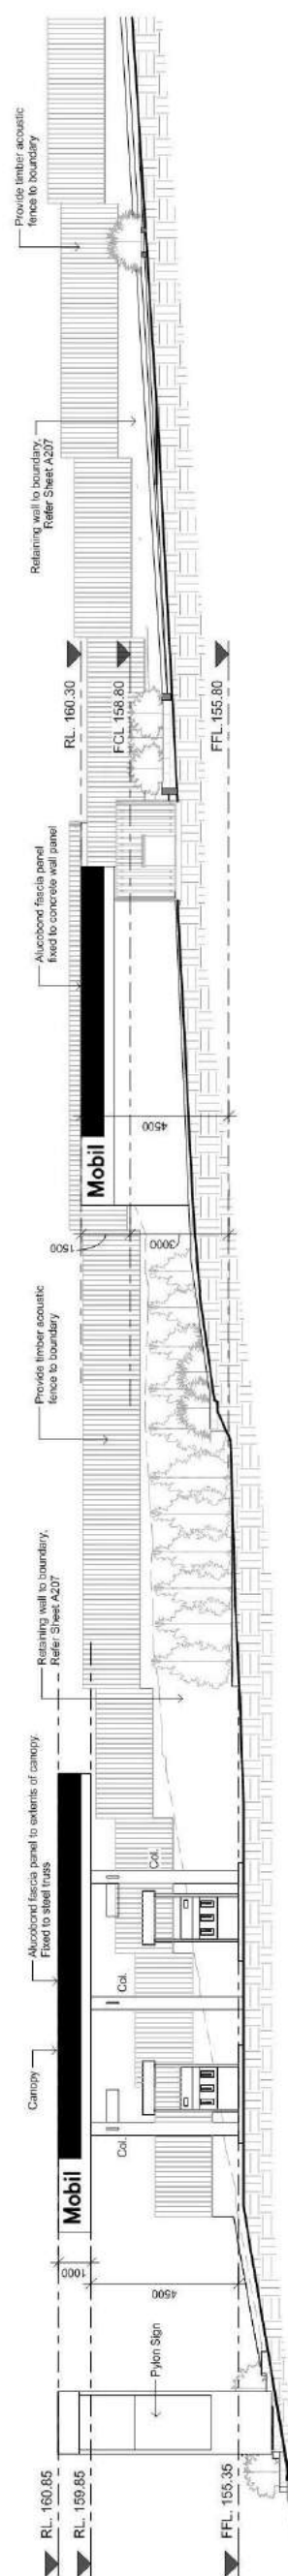 RL. 160.85
RL. 159.85
FFL. 155.35
Pylon Sign
1000
4500
Mobil
Canopy
Alucobond fascia panel to extents of canopy.
Fixed to steel truss
Col.
Col.
Col.
Retaining wall to boundary,
Refer Sheet A207
Provide timber acoustic
fence to boundary
1500
3000
4500
Mobil
Alucobond fascia panel
fixed to concrete wall panel
RL. 160.30
FCL 158.80
FFL. 155.80
Retaining wall to boundary,
Refer Sheet A207
Provide timber acoustic
fence to boundary